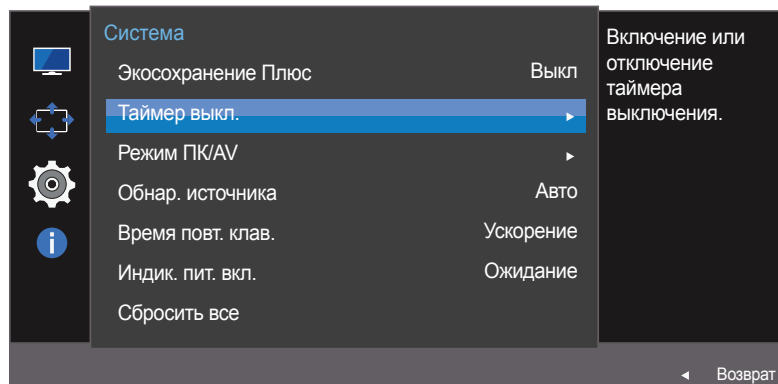 Система
Экосохранение Плюс Выкл
Таймер выкл. ▸
Режим ПК/AV ▸
Обнар. источника Авто
Время повт. клав. Ускорение
Индик. пит. вкл. Ожидание
Сбросить все
Включение или
отключение
таймера
выключения.
◂ Возврат